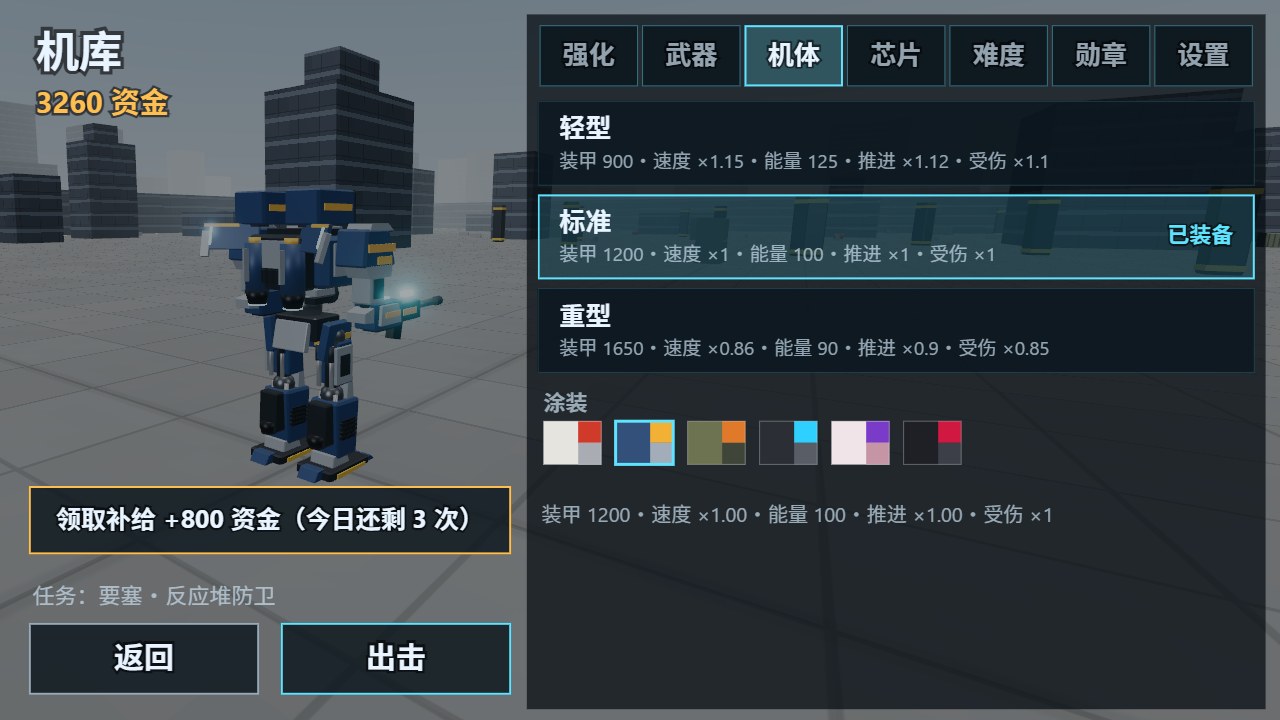 机库
3260 资金
强化
武器
机体
芯片
难度
勋章
设置
轻型
装甲 900・速度 ×1.15・能量 125・推进 ×1.12・受伤 ×1.1
标准
装甲 1200・速度 ×1・能量 100・推进 ×1・受伤 ×1
已装备
重型
装甲 1650・速度 ×0.86・能量 90・推进 ×0.9・受伤 ×0.85
涂装
装甲 1200・速度 ×1.00・能量 100・推进 ×1.00・受伤 ×1
领取补给 +800 资金（今日还剩 3 次）
任务：要塞・反应堆防卫
返回
出击